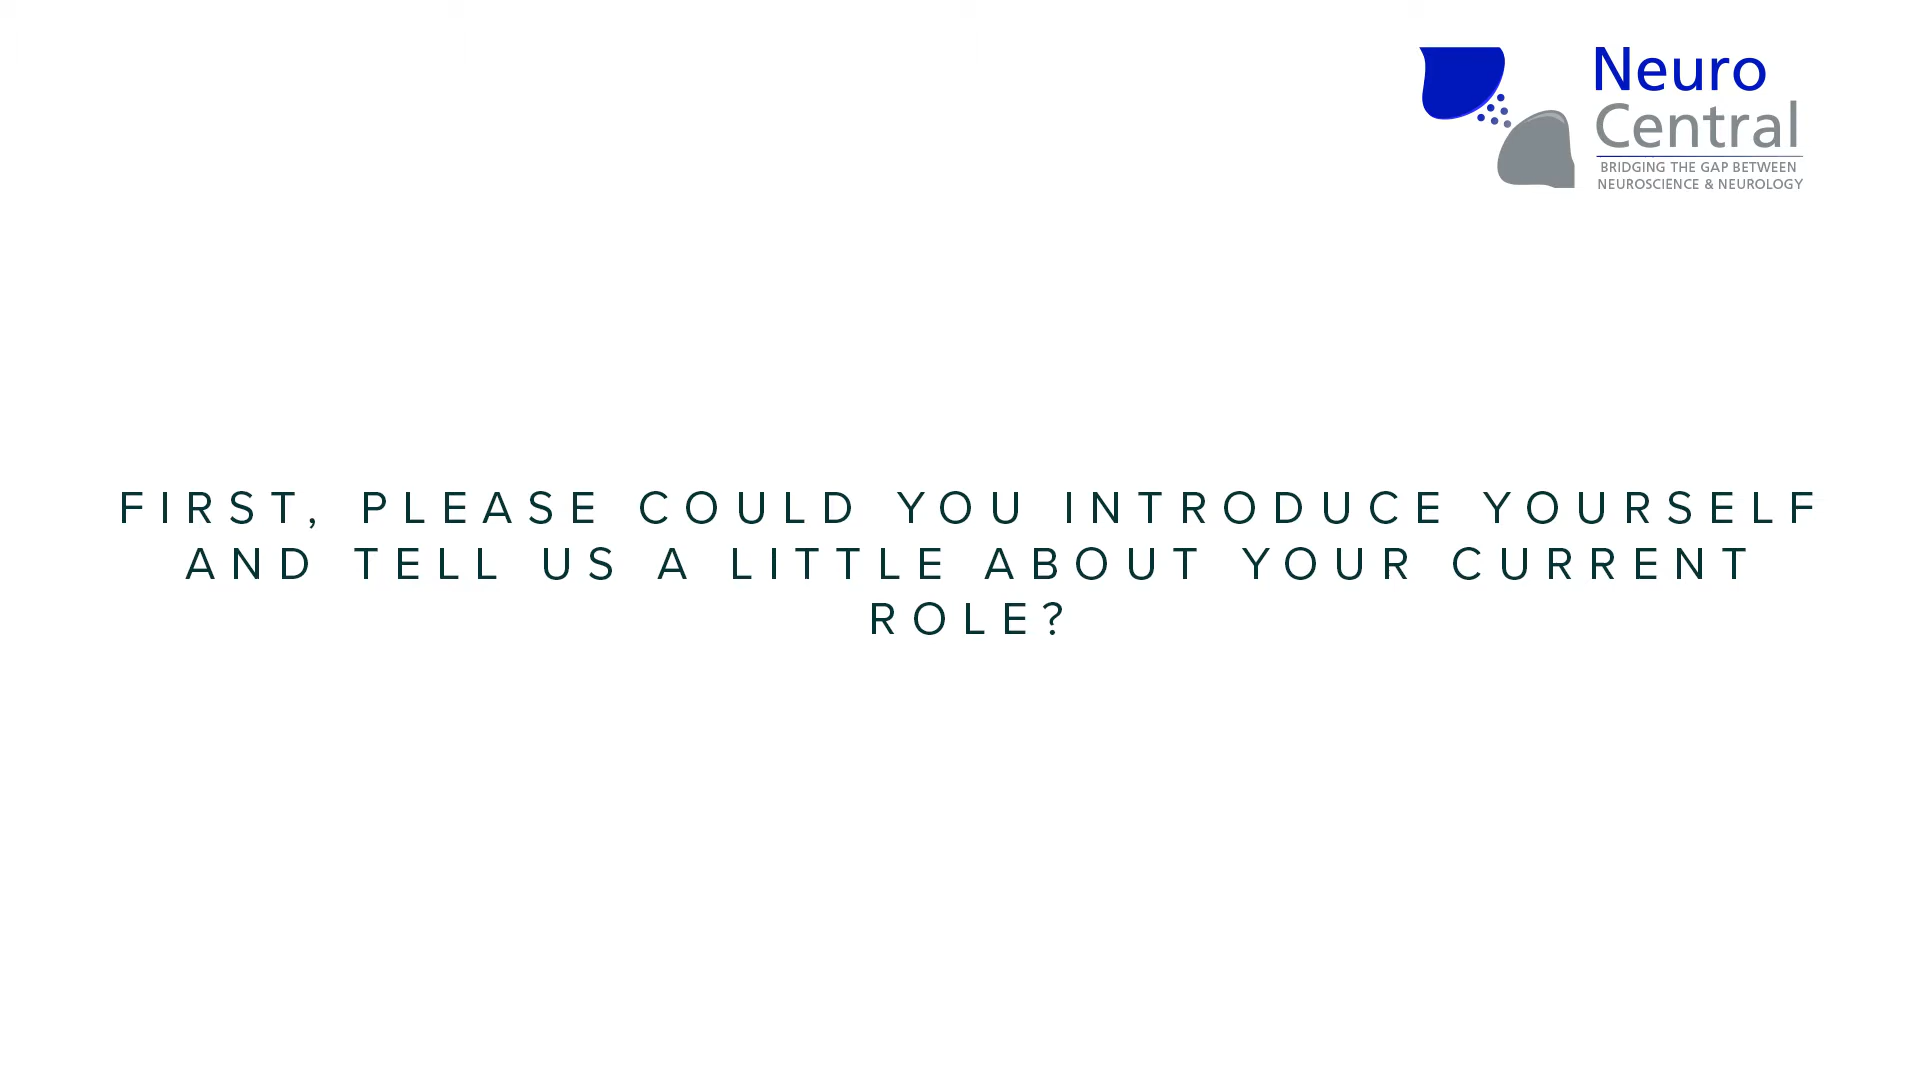 Neuro
Central
BRIDGING THE GAP BETWEEN
NEUROSCIENCE & NEUROLOGY
FIRST, PLEASE COULD YOU INTRODUCE YOURSELF
AND TELL US A LITTLE ABOUT YOUR CURRENT
ROLE?